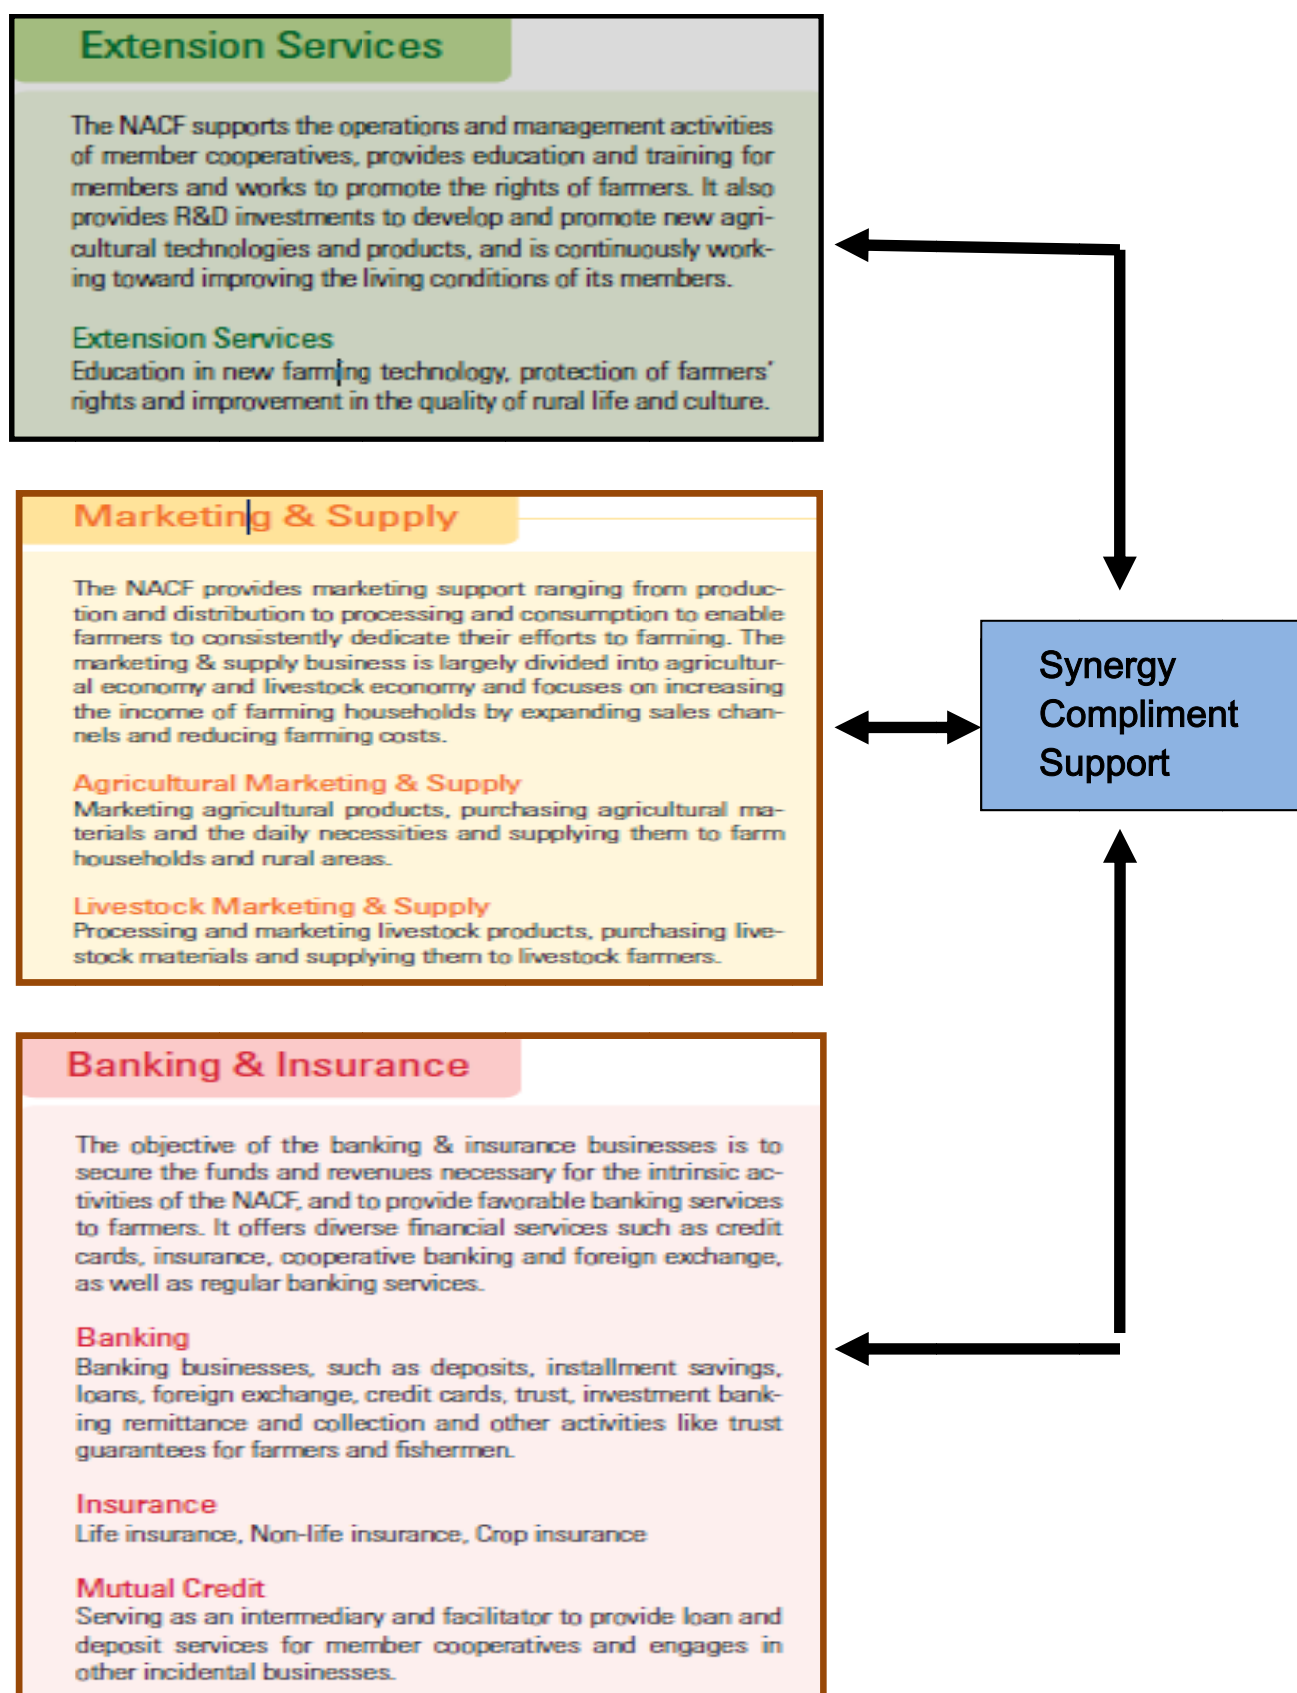 Extension Services
The NACF supports the operations and management activities
of member cooperatives, provides education and training for
members and works to promote the rights of farmers. It also
provides R&D investments to develop and promote new agri-
cultural technologies and products, and is continuously work-
ing toward improving the living conditions of its members.
Extension Services
Education in new farming technology, protection of farmers'
rights and improvement in the quality of rural life and culture.
Marketing & Supply
The NACF provides marketing support ranging from produc-
tion and distribution to processing and consumption to enable
farmers to consistently dedicate their efforts to farming. The
marketing & supply business is largely divided into agricultur-
al economy and livestock economy and focuses on increasing
the income of farming households by expanding sales chan-
nels and reducing farming costs.
Agricultural Marketing & Supply
Marketing agricultural products, purchasing agricultural ma-
terials and the daily necessities and supplying them to farm
households and rural areas.
Livestock Marketing & Supply
Processing and marketing livestock products, purchasing live-
stock materials and supplying them to livestock farmers.
Synergy
Compliment
Support
Banking & Insurance
The objective of the banking & insurance businesses is to
secure the funds and revenues necessary for the intrinsic ac-
tivities of the NACF, and to provide favorable banking services
to farmers. It offers diverse financial services such as credit
cards, insurance, cooperative banking and foreign exchange,
as well as regular banking services.
Banking
Banking businesses, such as deposits, installment savings,
loans, foreign exchange, credit cards, trust, investment bank-
ing remittance and collection and other activities like trust
guarantees for farmers and fishermen.
Insurance
Life insurance, Non-life insurance, Crop insurance
Mutual Credit
Serving as an intermediary and facilitator to provide loan and
deposit services for member cooperatives and engages in
other incidental businesses.